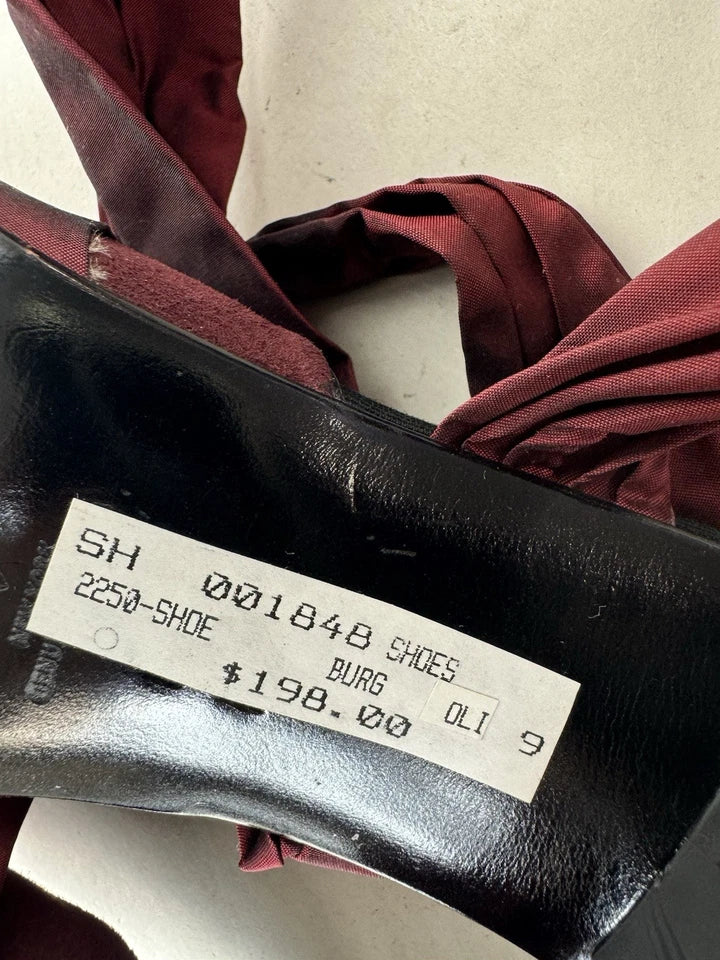 SH 001848 SHOES
2250-SHOE BURG OLI 9
$198.00